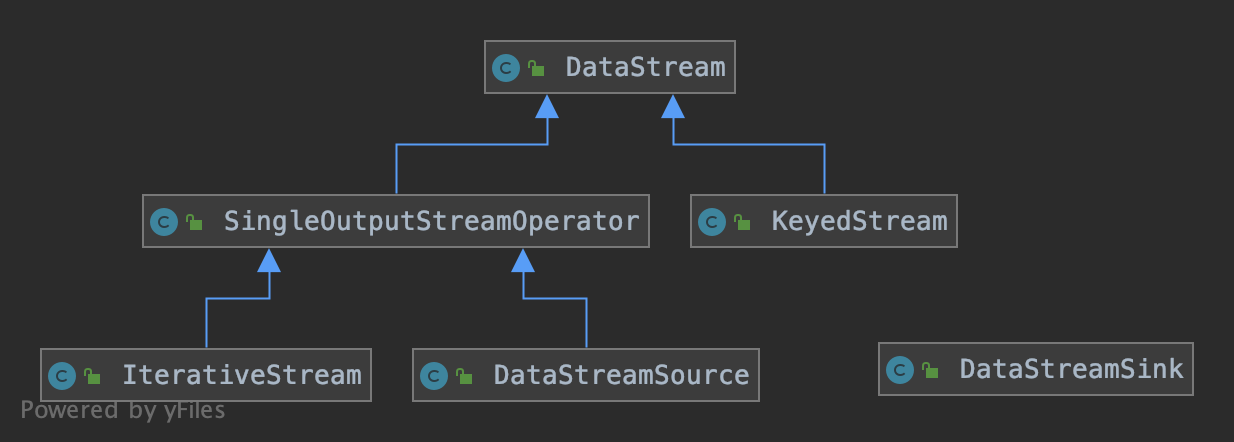 DataStream
SingleOutputStreamOperator
KeyedStream
IterativeStream
DataStreamSource
DataStreamSink
Powered by yFiles